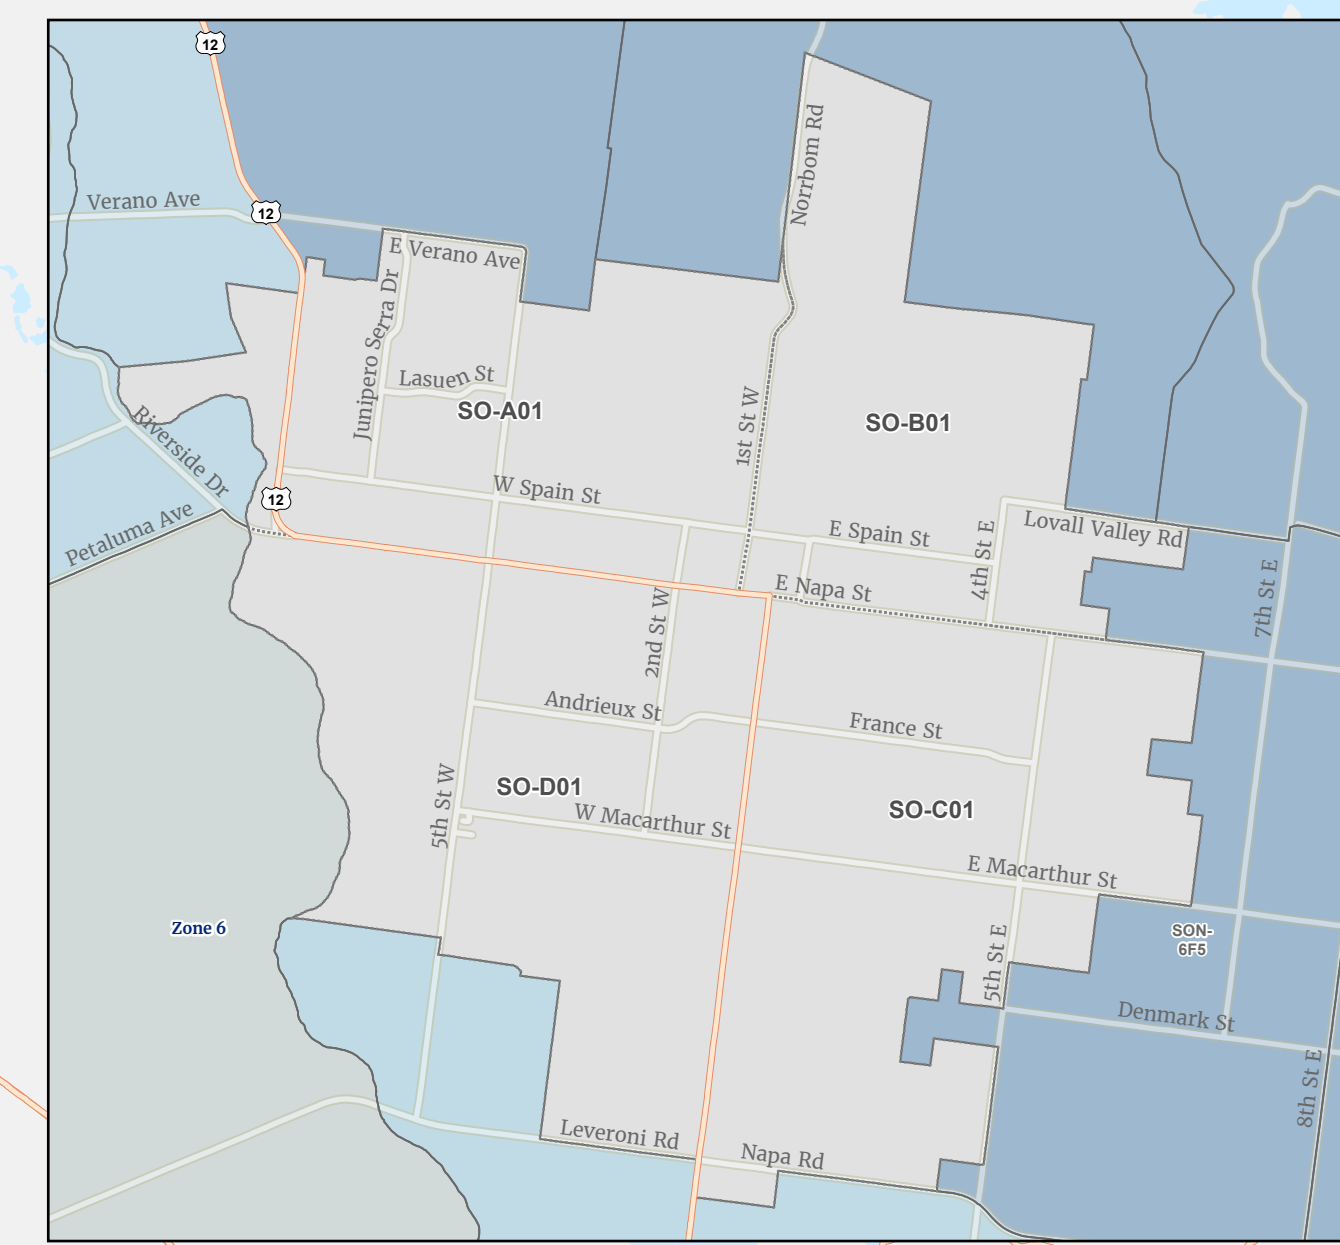 12
Norrbom Rd
Verano Ave
12
E Verano Ave
Junipero Serra Dr
Lasuen St
SO-A01
1st St W
SO-B01
Riverside Dr
12
W Spain St
Petaluma Ave
E Spain St
4th St E
Lovall Valley Rd
7th St E
E Napa St
2nd St W
Andrieux St
France St
5th St W
SO-D01
W Macarthur St
SO-C01
E Macarthur St
Zone 6
SON-
6F5
5th St E
Denmark St
8th St E
Leveroni Rd
Napa Rd